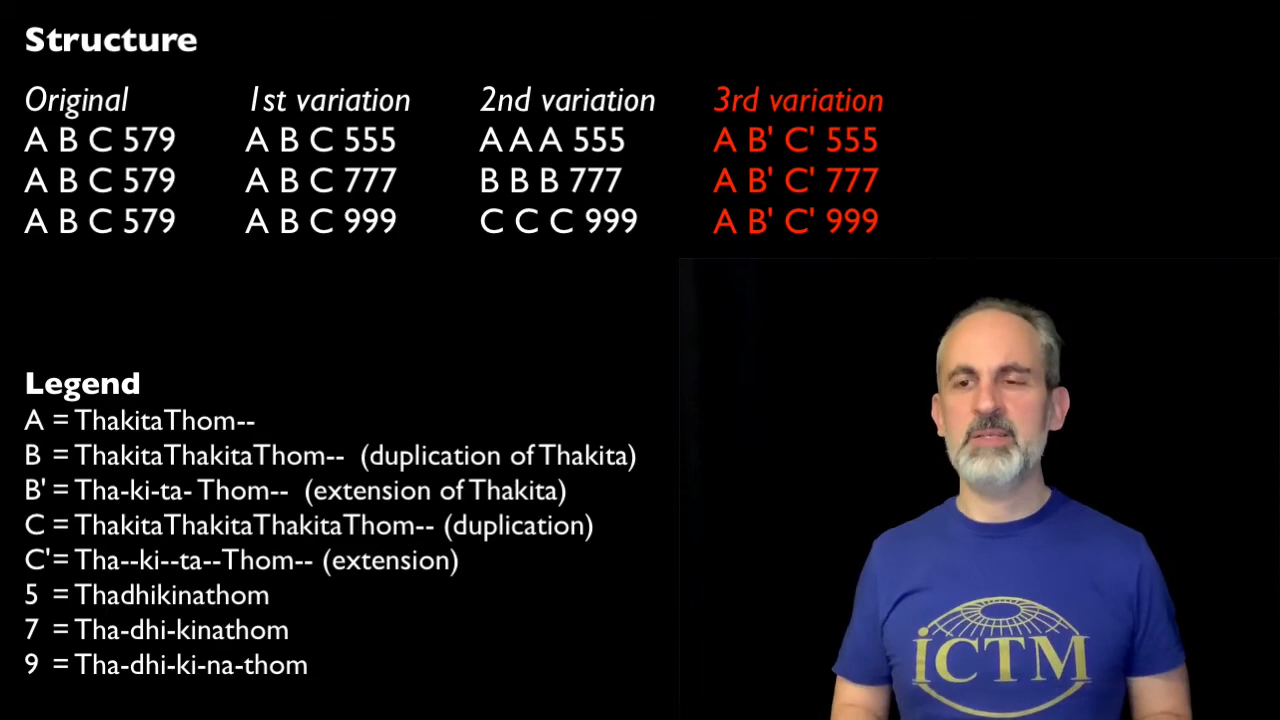 Structure
Original 1st variation 2nd variation 3rd variation
A B C 579 A B C 555 A A A 555 A B' C' 555
A B C 579 A B C 777 B B B 777 A B' C' 777
A B C 579 A B C 999 C C C 999 A B' C' 999
Legend
A = ThakitaThom--
B = ThakitaThakitaThom-- (duplication of Thakita)
B' = Tha-ki-ta- Thom-- (extension of Thakita)
C = ThakitaThakitaThakitaThom-- (duplication)
C'= Tha--ki--ta--Thom-- (extension)
5 = Thadhikinathom
7 = Tha-dhi-kinathom
9 = Tha-dhi-ki-na-thom
iCTM